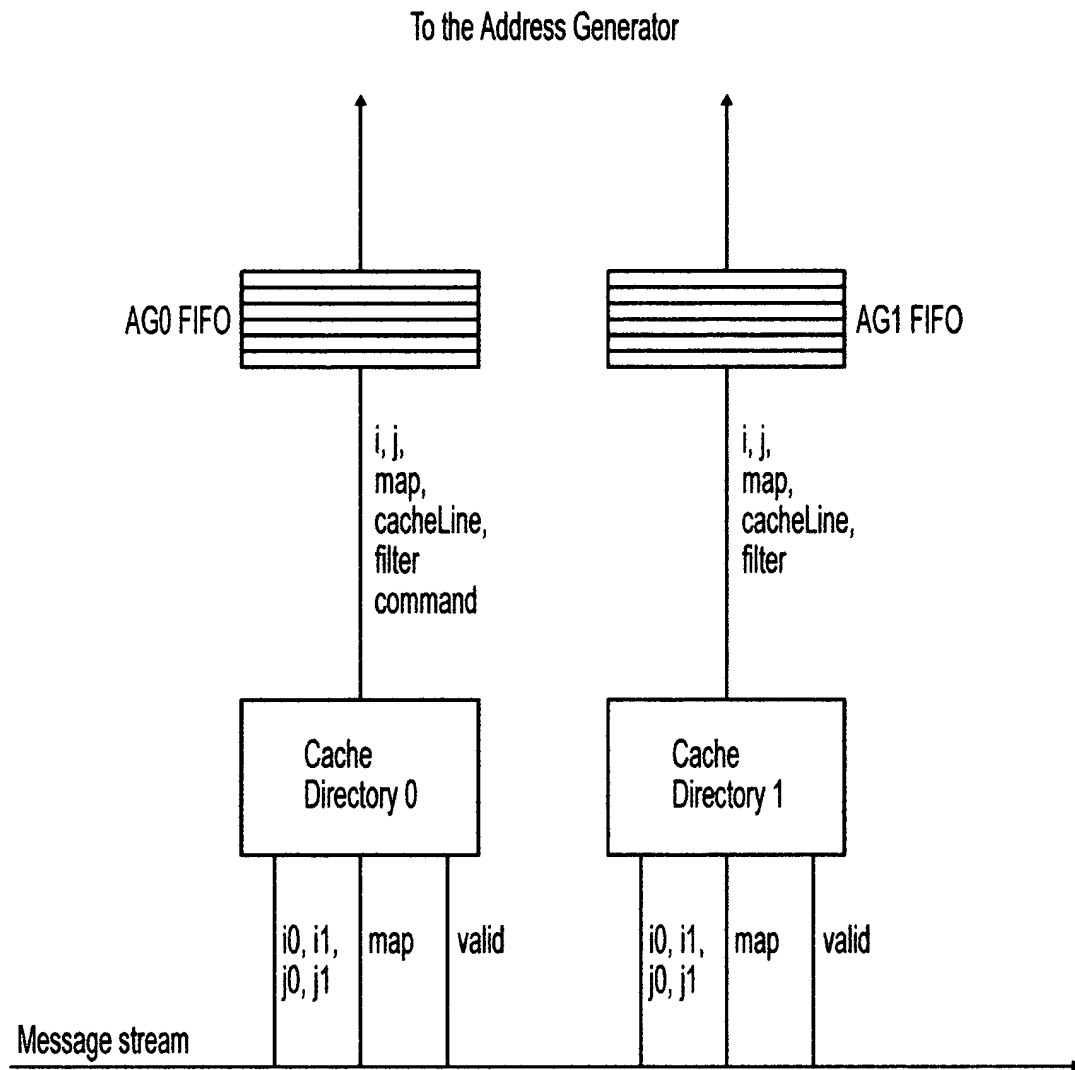 To the Address Generator
AG0 FIFO
AG1 FIFO
i, j,
map,
cacheLine,
filter
command
i, j,
map,
cacheLine,
filter
Cache
Directory 0
Cache
Directory 1
i0, i1,
j0, j1
map
valid
i0, i1,
j0, j1
map
valid
Message stream